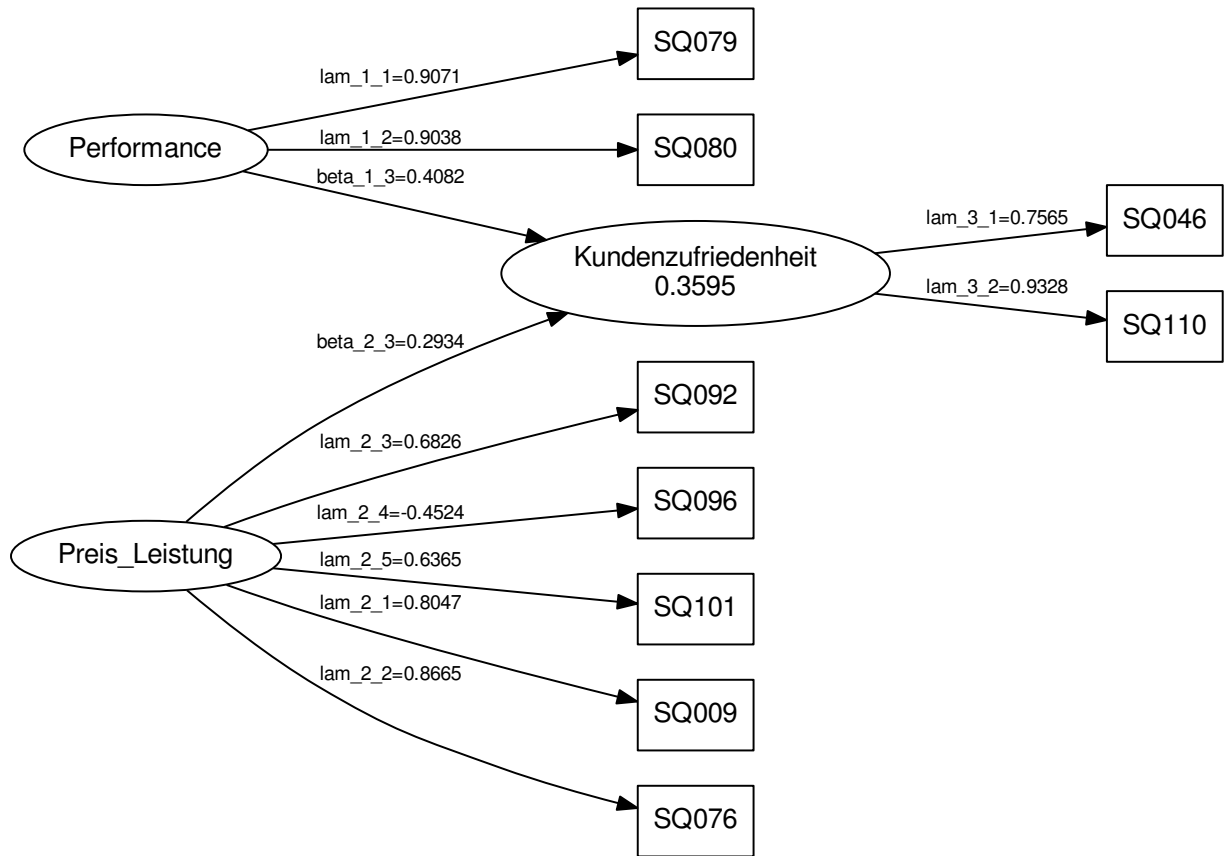 SQ079
lam_1_1=0.9071
Performance
lam_1_2=0.9038
SQ080
beta_1_3=0.4082
lam_3_1=0.7565
SQ046
Kundenzufriedenheit
0.3595
lam_3_2=0.9328
SQ110
beta_2_3=0.2934
SQ092
lam_2_3=0.6826
SQ096
lam_2_4=-0.4524
Preis_Leistung
lam_2_5=0.6365
SQ101
lam_2_1=0.8047
lam_2_2=0.8665
SQ009
SQ076